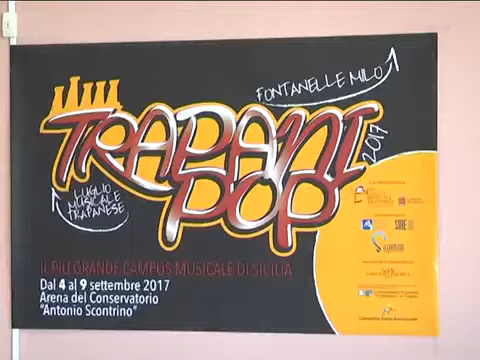 FONTANELLE MILO
TRAPANI
POP
2017
LUGLIO
MUSICALE
TRAPANESE
IL PIÙ GRANDE CAMPUS MUSICALE DI SICILIA
Dal 4 al 9 settembre 2017
Arena del Conservatorio
"Antonio Scontrino"